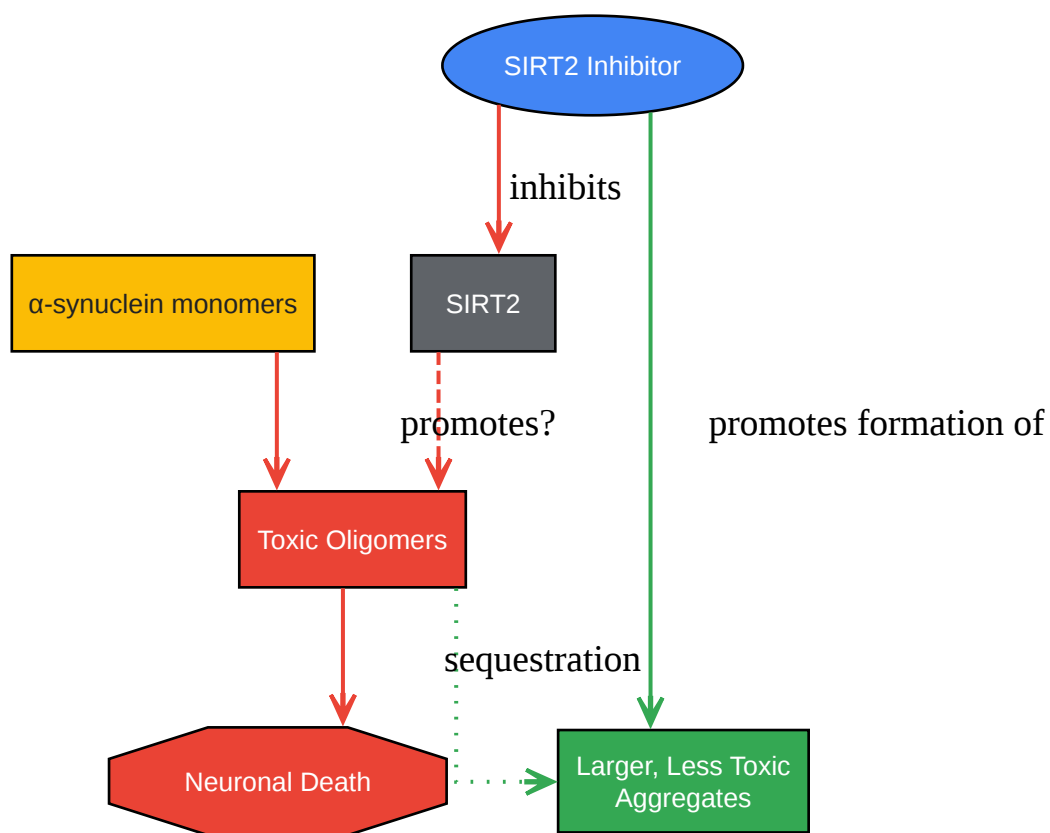 SIRT2 Inhibitor
inhibits
α-synuclein monomers
SIRT2
promotes?
promotes formation of
Toxic Oligomers
sequestration
Neuronal Death
Larger, Less Toxic
Aggregates